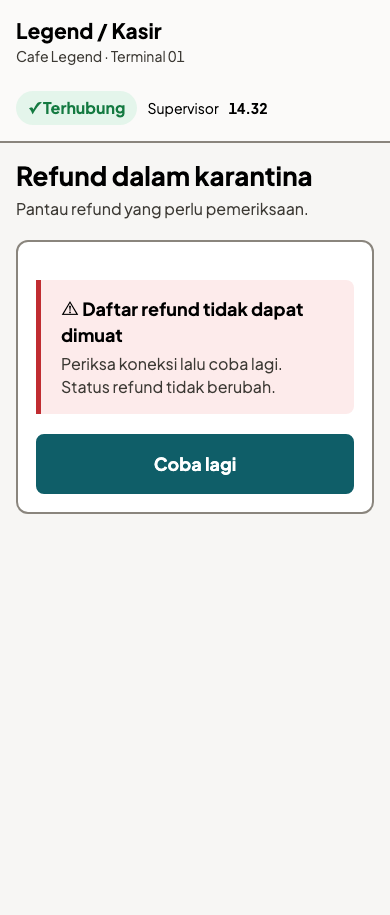 Legend / Kasir
Cafe Legend · Terminal 01
✓Terhubung Supervisor 14.32
Refund dalam karantina
Pantau refund yang perlu pemeriksaan.
⚠ Daftar refund tidak dapat
dimuat
Periksa koneksi lalu coba lagi.
Status refund tidak berubah.
Coba lagi